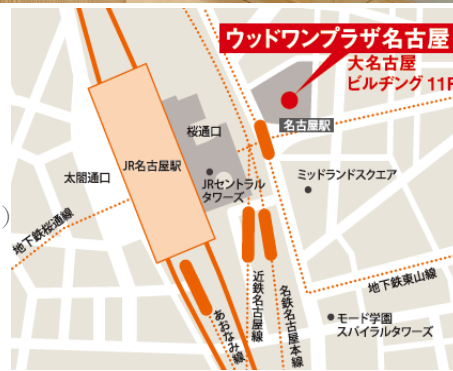 ウッドワンプラザ名古屋
大名古屋
ビルヂング 11F
名古屋駅
桜通口
JR名古屋駅
太閤通口
JRセントラル
タワーズ
ミッドランドスクエア
地下鉄桜通線
地下鉄東山線
近鉄名古屋線
名鉄名古屋本線
あおなみ線
モード学園
スパイラルタワーズ
)